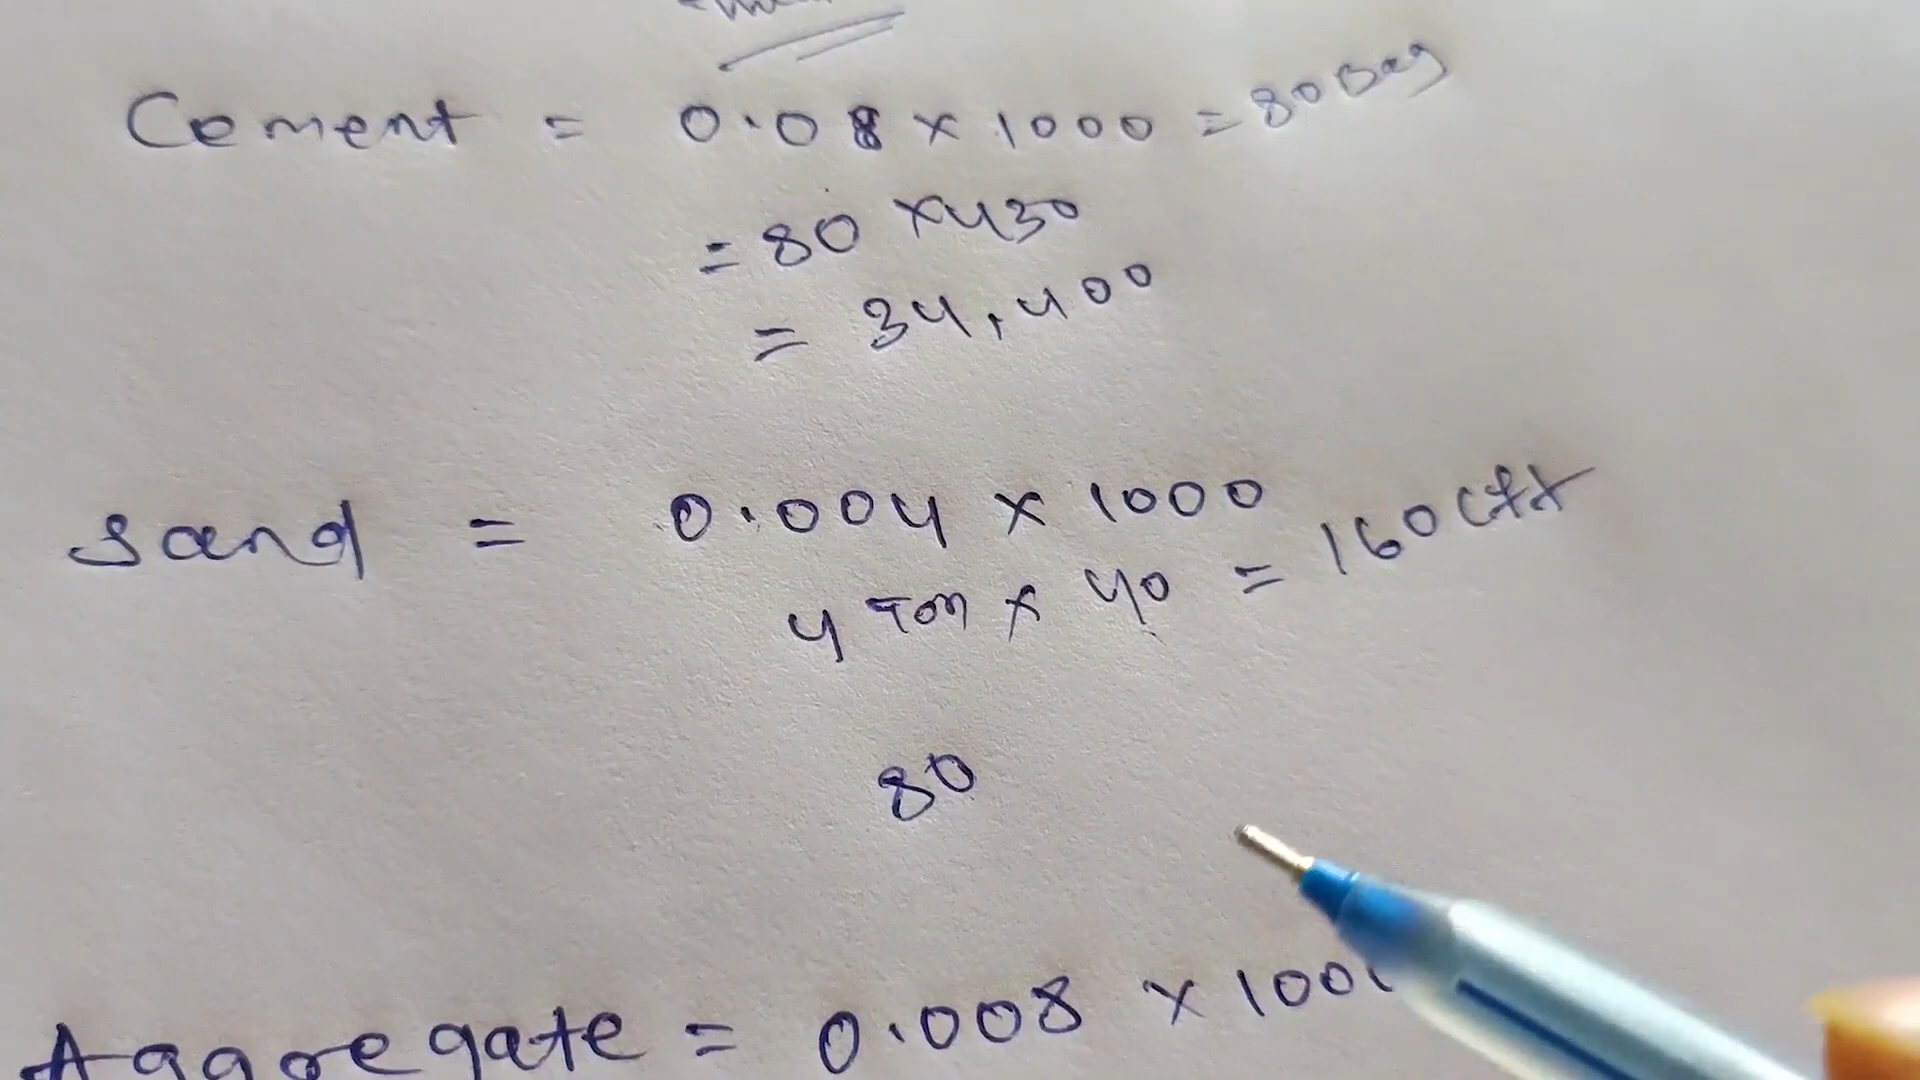 Cement = 0.08 × 1000 = 80 Bag
= 80 × 430
= 34,400
Sand = 0.004 × 1000
4 Ton × 40 = 160 cft
80
Aggregate = 0.008 × 100